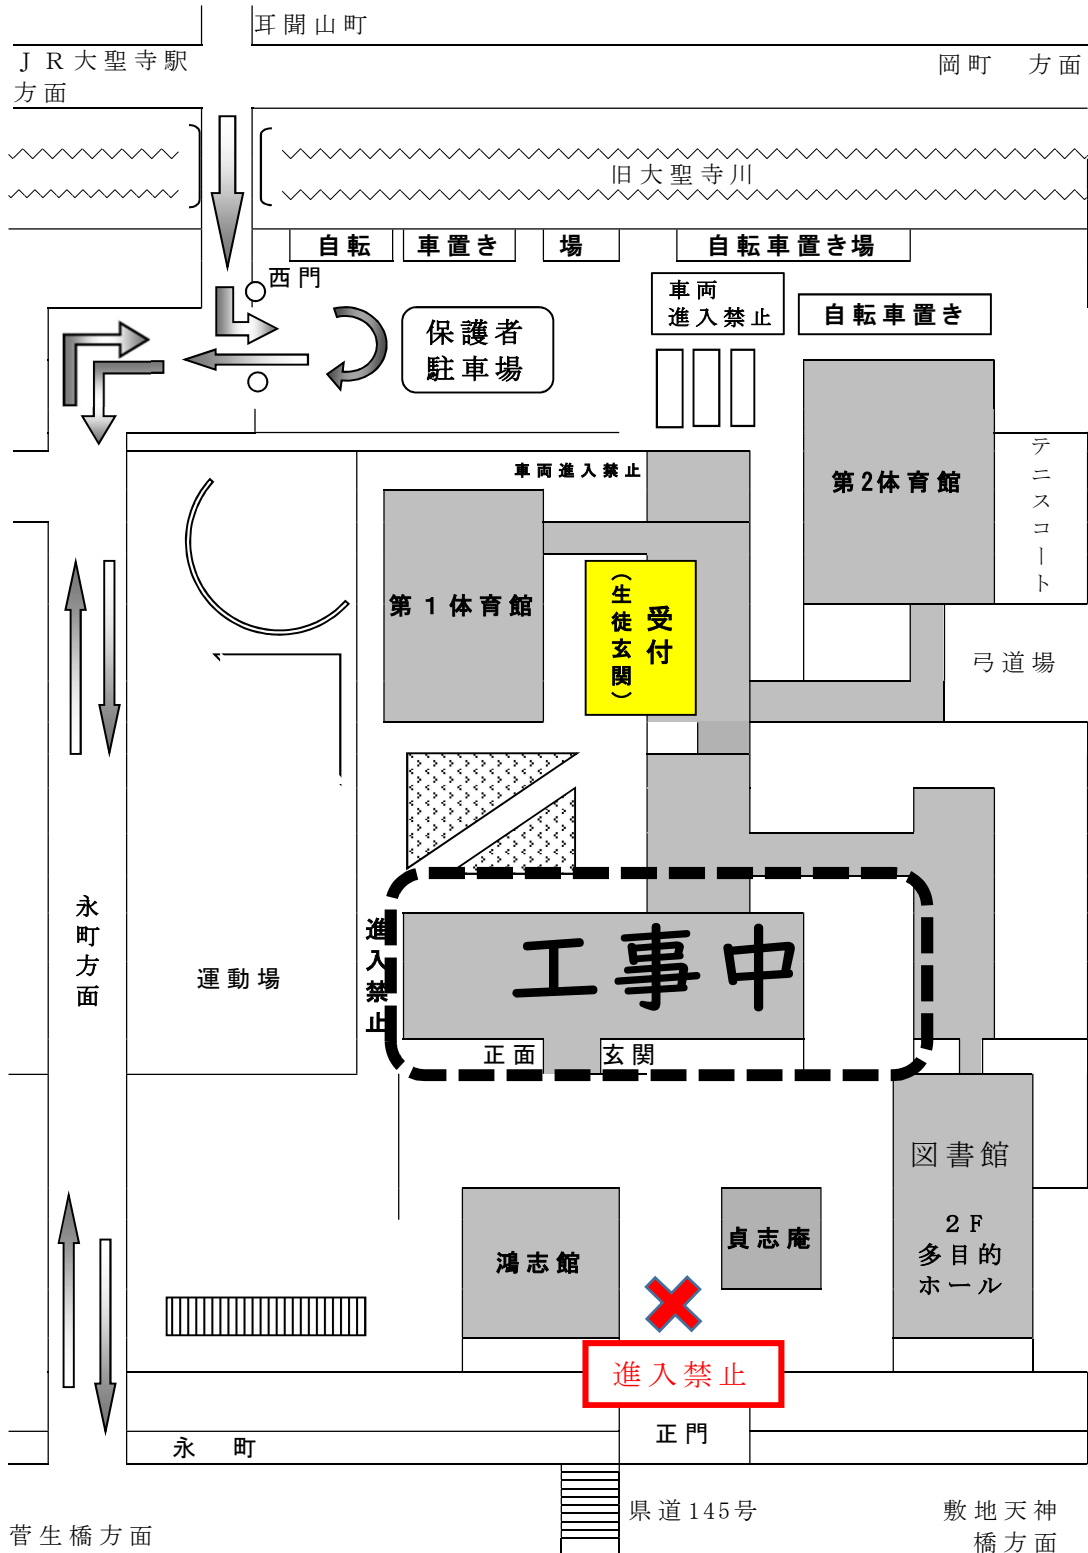 耳聞山町
ＪＲ大聖寺駅
方面
岡町　方面
旧大聖寺川
自転　車置き　場
自転車置き場
西門
車両
進入禁止
自転車置き
保護者
駐車場
車両進入禁止
第2体育館
テニスコート
第１体育館
受付
（生徒玄関）
弓道場
永町方面
運動場
進入禁止
工事中
正面　玄関
図書館
２Ｆ
多目的
ホール
鴻志館
貞志庵
進入禁止
正門
永　町
県道145号
敷地天神
橋方面
菅生橋方面